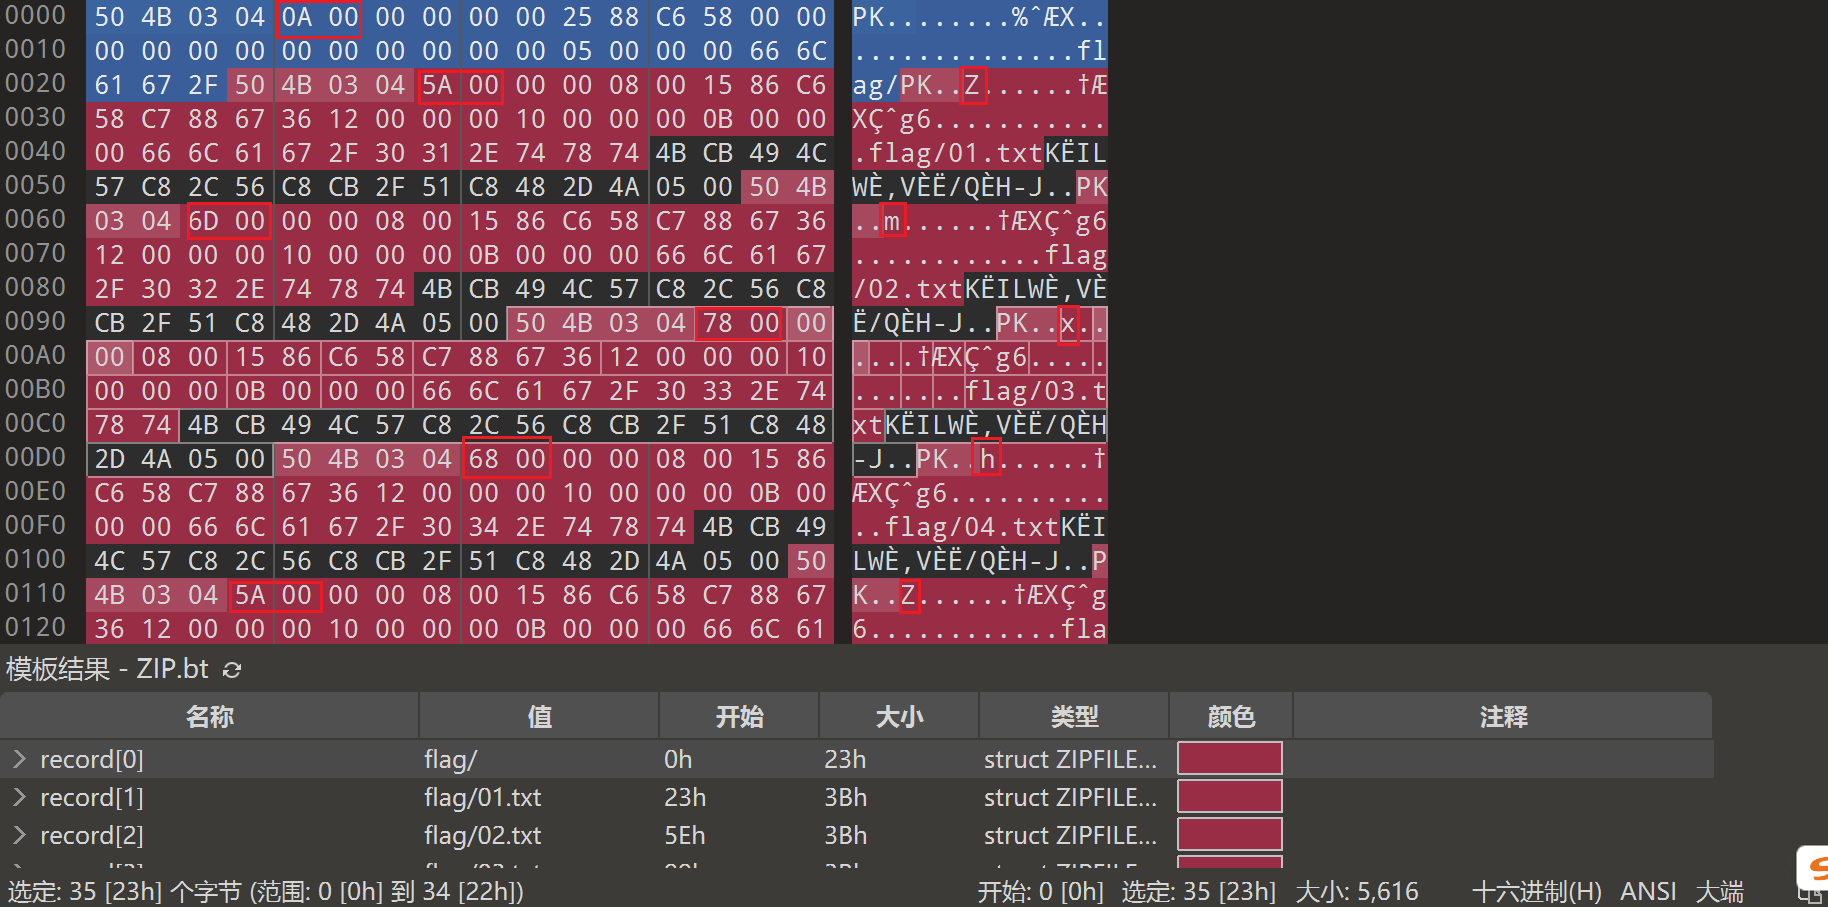 0000 50 4B 03 04 0A 00 00 00 00 00 25 88 C6 58 00 00 PK........%ˆÆX..
0010 00 00 00 00 00 00 00 00 00 00 05 00 00 00 66 6C ..............fl
0020 61 67 2F 50 4B 03 04 5A 00 00 00 08 00 15 86 C6 ag/PK..Z......†Æ
0030 58 C7 88 67 36 12 00 00 00 10 00 00 00 0B 00 00 XÇˆg6...........
0040 00 66 6C 61 67 2F 30 31 2E 74 78 74 4B CB 49 4C .flag/01.txtKËIL
0050 57 C8 2C 56 C8 CB 2F 51 C8 48 2D 4A 05 00 50 4B WÈ,VÈË/QÈH-J..PK
0060 03 04 6D 00 00 00 08 00 15 86 C6 58 C7 88 67 36 ..m......†ÆXÇˆg6
0070 12 00 00 00 10 00 00 00 0B 00 00 00 66 6C 61 67 ............flag
0080 2F 30 32 2E 74 78 74 4B CB 49 4C 57 C8 2C 56 C8 /02.txtKËILWÈ,VÈ
0090 CB 2F 51 C8 48 2D 4A 05 00 50 4B 03 04 78 00 00 Ë/QÈH-J..PK..x..
00A0 00 08 00 15 86 C6 58 C7 88 67 36 12 00 00 00 10 ....†ÆXÇˆg6.....
00B0 00 00 00 0B 00 00 00 66 6C 61 67 2F 30 33 2E 74 .......flag/03.t
00C0 78 74 4B CB 49 4C 57 C8 2C 56 C8 CB 2F 51 C8 48 xtKËILWÈ,VÈË/QÈH
00D0 2D 4A 05 00 50 4B 03 04 68 00 00 00 08 00 15 86 -J..PK..h......†
00E0 C6 58 C7 88 67 36 12 00 00 00 10 00 00 00 0B 00 ÆXÇˆg6..........
00F0 00 00 66 6C 61 67 2F 30 34 2E 74 78 74 4B CB 49 ..flag/04.txtKËI
0100 4C 57 C8 2C 56 C8 CB 2F 51 C8 48 2D 4A 05 00 50 LWÈ,VÈË/QÈH-J..P
0110 4B 03 04 5A 00 00 00 08 00 15 86 C6 58 C7 88 67 K..Z......†ÆXÇˆg
0120 36 12 00 00 00 10 00 00 00 0B 00 00 00 66 6C 61 6............fla
模板结果 - ZIP.bt
名称 值 开始 大小 类型 颜色 注释
record[0] flag/ 0h 23h struct ZIPFILE...
record[1] flag/01.txt 23h 3Bh struct ZIPFILE...
record[2] flag/02.txt 5Eh 3Bh struct ZIPFILE...
选定: 35 [23h] 个字节 (范围: 0 [0h] 到 34 [22h]) 开始: 0 [0h] 选定: 35 [23h] 大小: 5,616 十六进制(H) ANSI 大端